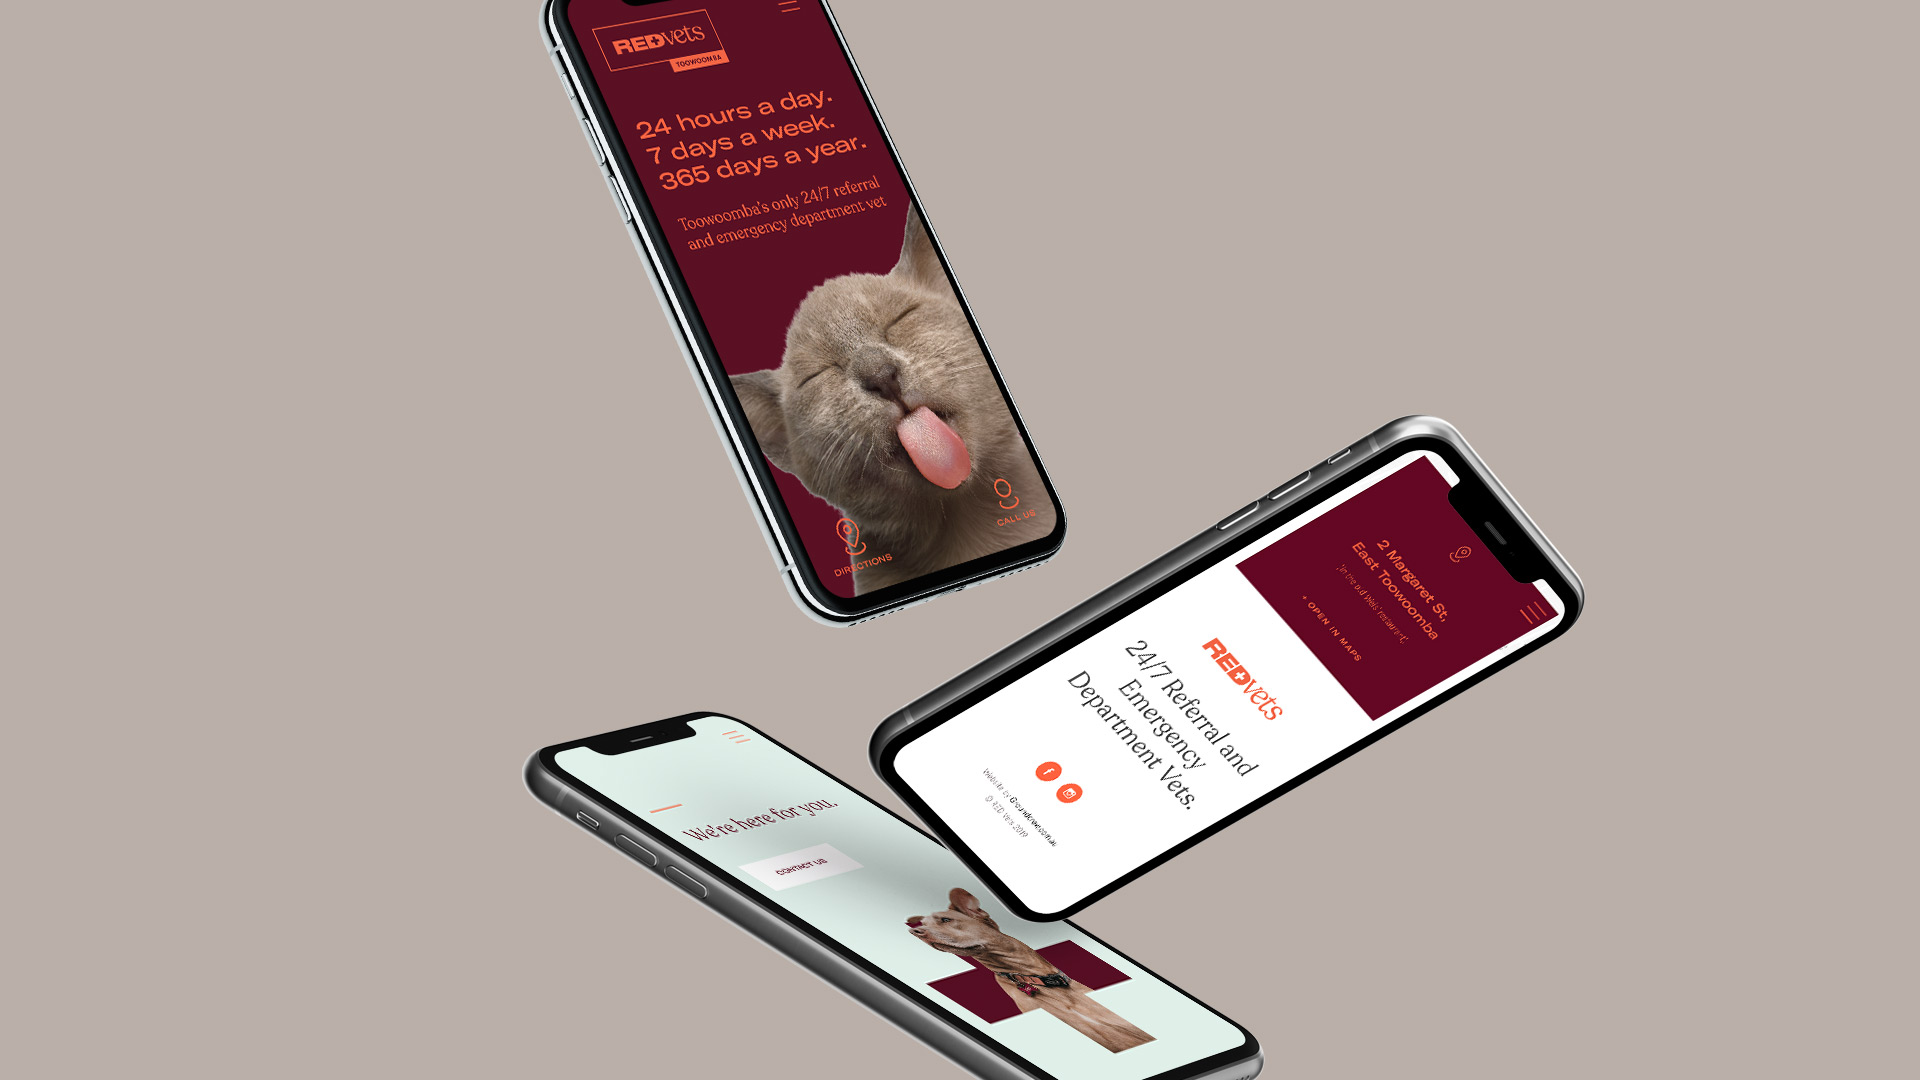 REDvets
TOOWOOMBA
24 hours a day.
7 days a week.
365 days a year.
Toowoomba's only 24/7 referral
and emergency department vet
DIRECTIONS
CALL US
2 Margaret St,
East Toowoomba
+ OPEN IN MAPS
REDvets
24/7 Referral and
Emergency
Department Vets.
Website by
© RED Vets 2019
We're here for you.
CONTACT US